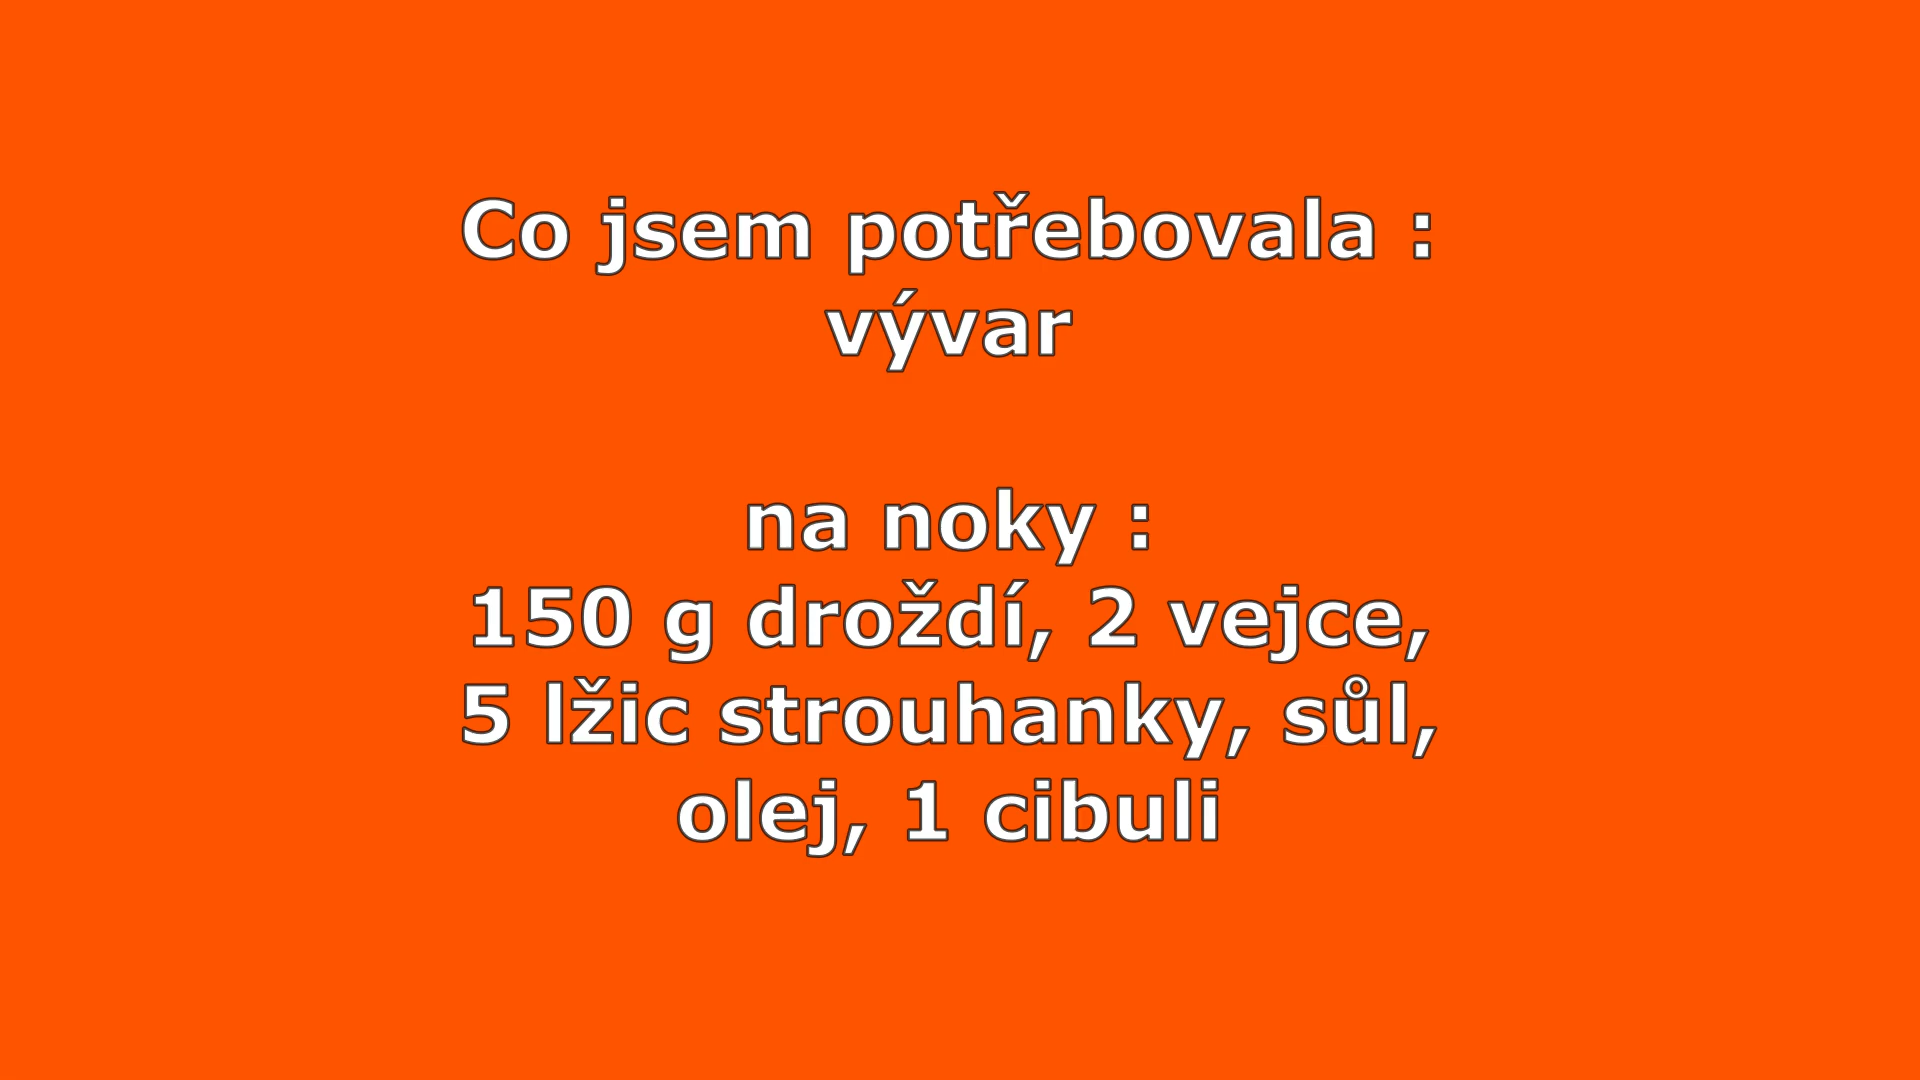 Co jsem potřebovala :
vývar
na noky :
150 g droždí, 2 vejce,
5 lžic strouhanky, sůl,
olej, 1 cibuli